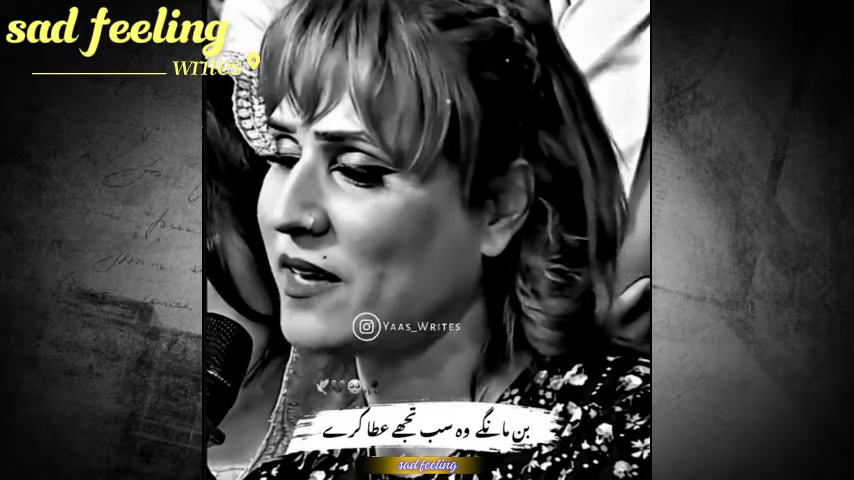 sad feeling
writes
YAAS_WRITES
بن مانگے وہ سب تجھے عطا کرے
sad feeling